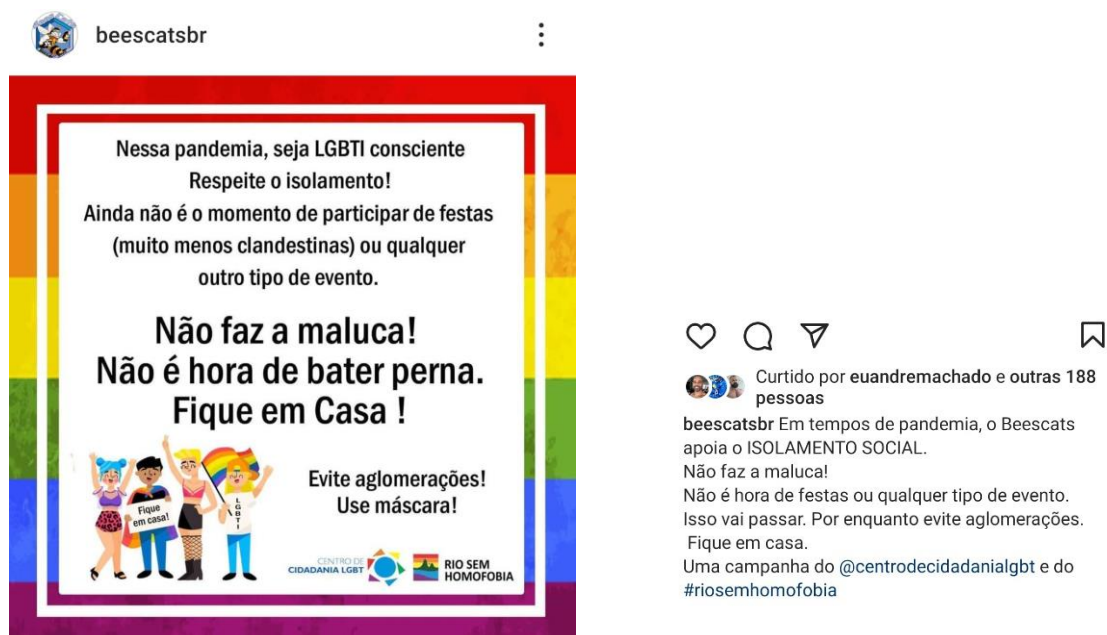 beescatsbr
Nessa pandemia, seja LGBTI consciente
Respeite o isolamento!
Ainda não é o momento de participar de festas
(muito menos clandestinas) ou qualquer
outro tipo de evento.
Não faz a maluca!
Não é hora de bater perna.
Fique em Casa !
Fique
em casa!
LGBTI
Evite aglomerações!
Use máscara!
CENTRO DE
CIDADANIA LGBT
RIO SEM
HOMOFOBIA
Curtido por euandremachado e outras 188
pessoas
beescatsbr Em tempos de pandemia, o Beescats
apoia o ISOLAMENTO SOCIAL.
Não faz a maluca!
Não é hora de festas ou qualquer tipo de evento.
Isso vai passar. Por enquanto evite aglomerações.
Fique em casa.
Uma campanha do @centrodecidadanialgbt e do
#riosemhomofobia